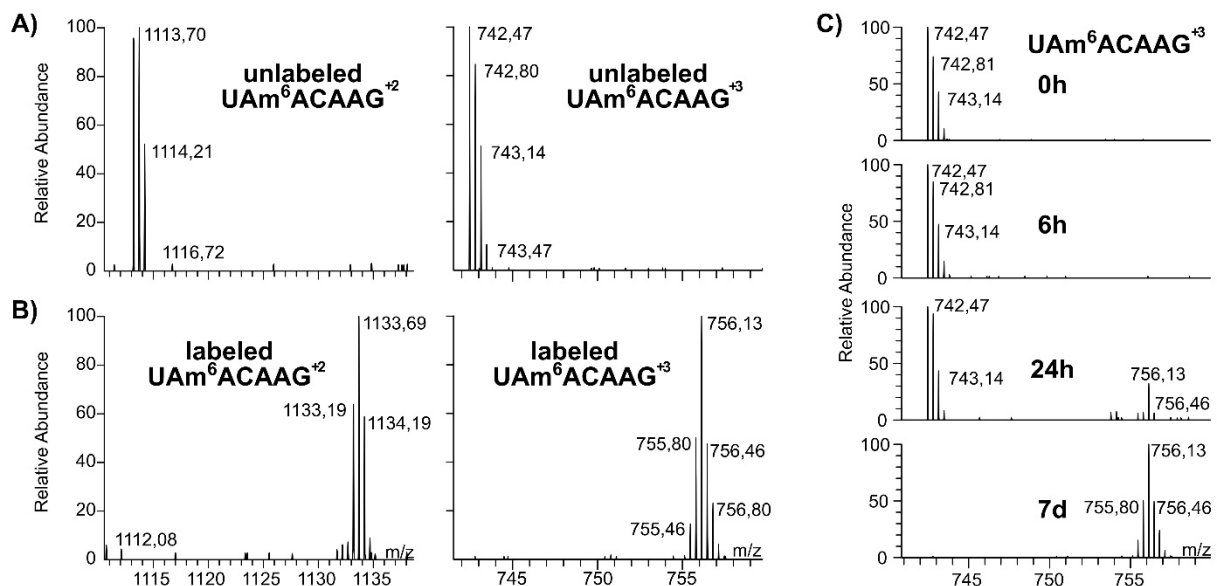 A)
Relative Abundance
100
80
60
40
20
0
1113,70
unlabeled
UAm⁶ACAAG⁺²
1114,21
1116,72
742,47
742,80
unlabeled
UAm⁶ACAAG⁺³
743,14
743,47
B)
Relative Abundance
100
80
60
40
20
0
1133,69
labeled
UAm⁶ACAAG⁺²
1133,19
1134,19
1112,08
m/z
1115 1120 1125 1130 1135
756,13
labeled
UAm⁶ACAAG⁺³
755,80
756,46
755,46
756,80
m/z
745 750 755
C)
Relative Abundance
100
50
0
742,47
UAm⁶ACAAG⁺³
742,81
0h
743,14
100
50
0
742,47
742,81
6h
743,14
100
50
0
742,47
24h
743,14
756,13
756,46
100
50
0
756,13
7d
755,80
756,46
m/z
745 750 755